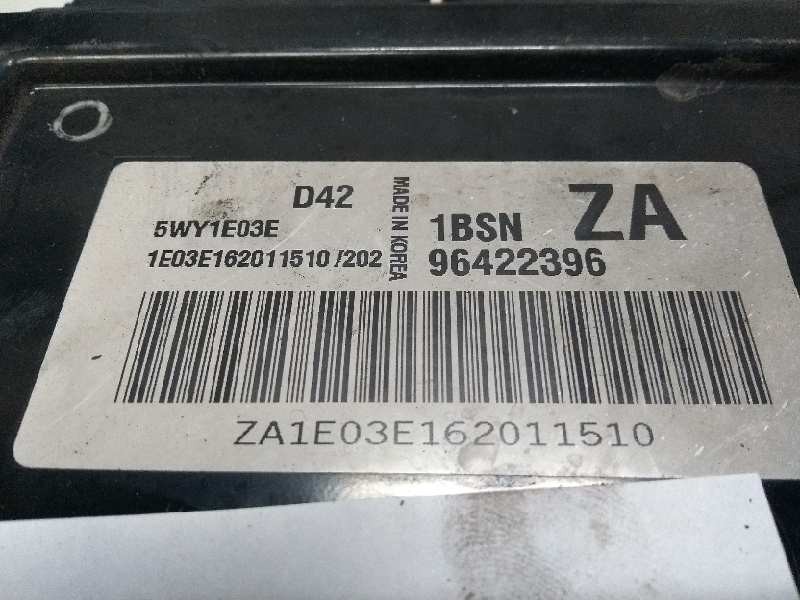 D42
5WY1E03E
1E03E162011510 /202
MADE IN KOREA
1BSN ZA
96422396
ZA1E03E162011510